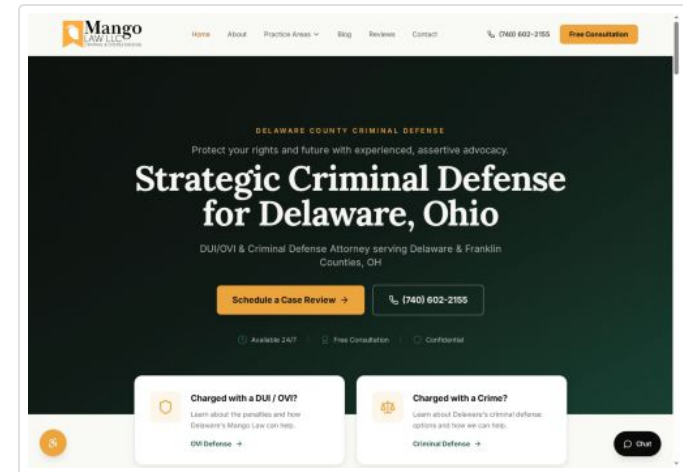 Mango
LAW LLC
Home About Practice Areas Blog Reviews Contact (740) 602-2155 Free Consultation
DELAWARE COUNTY CRIMINAL DEFENSE
Protect your rights and future with experienced, assertive advocacy.
Strategic Criminal Defense
for Delaware, Ohio
DUI/OVI & Criminal Defense Attorney serving Delaware & Franklin
Counties, OH
Schedule a Case Review → (740) 602-2155
Available 24/7 Free Consultation Confidential
Charged with a DUI / OVI?
Learn about the penalties and how
Delaware's Mango Law can help.
OVI Defense →
Charged with a Crime?
Learn about Delaware's criminal defense
options and how we can help.
Criminal Defense →
Chat